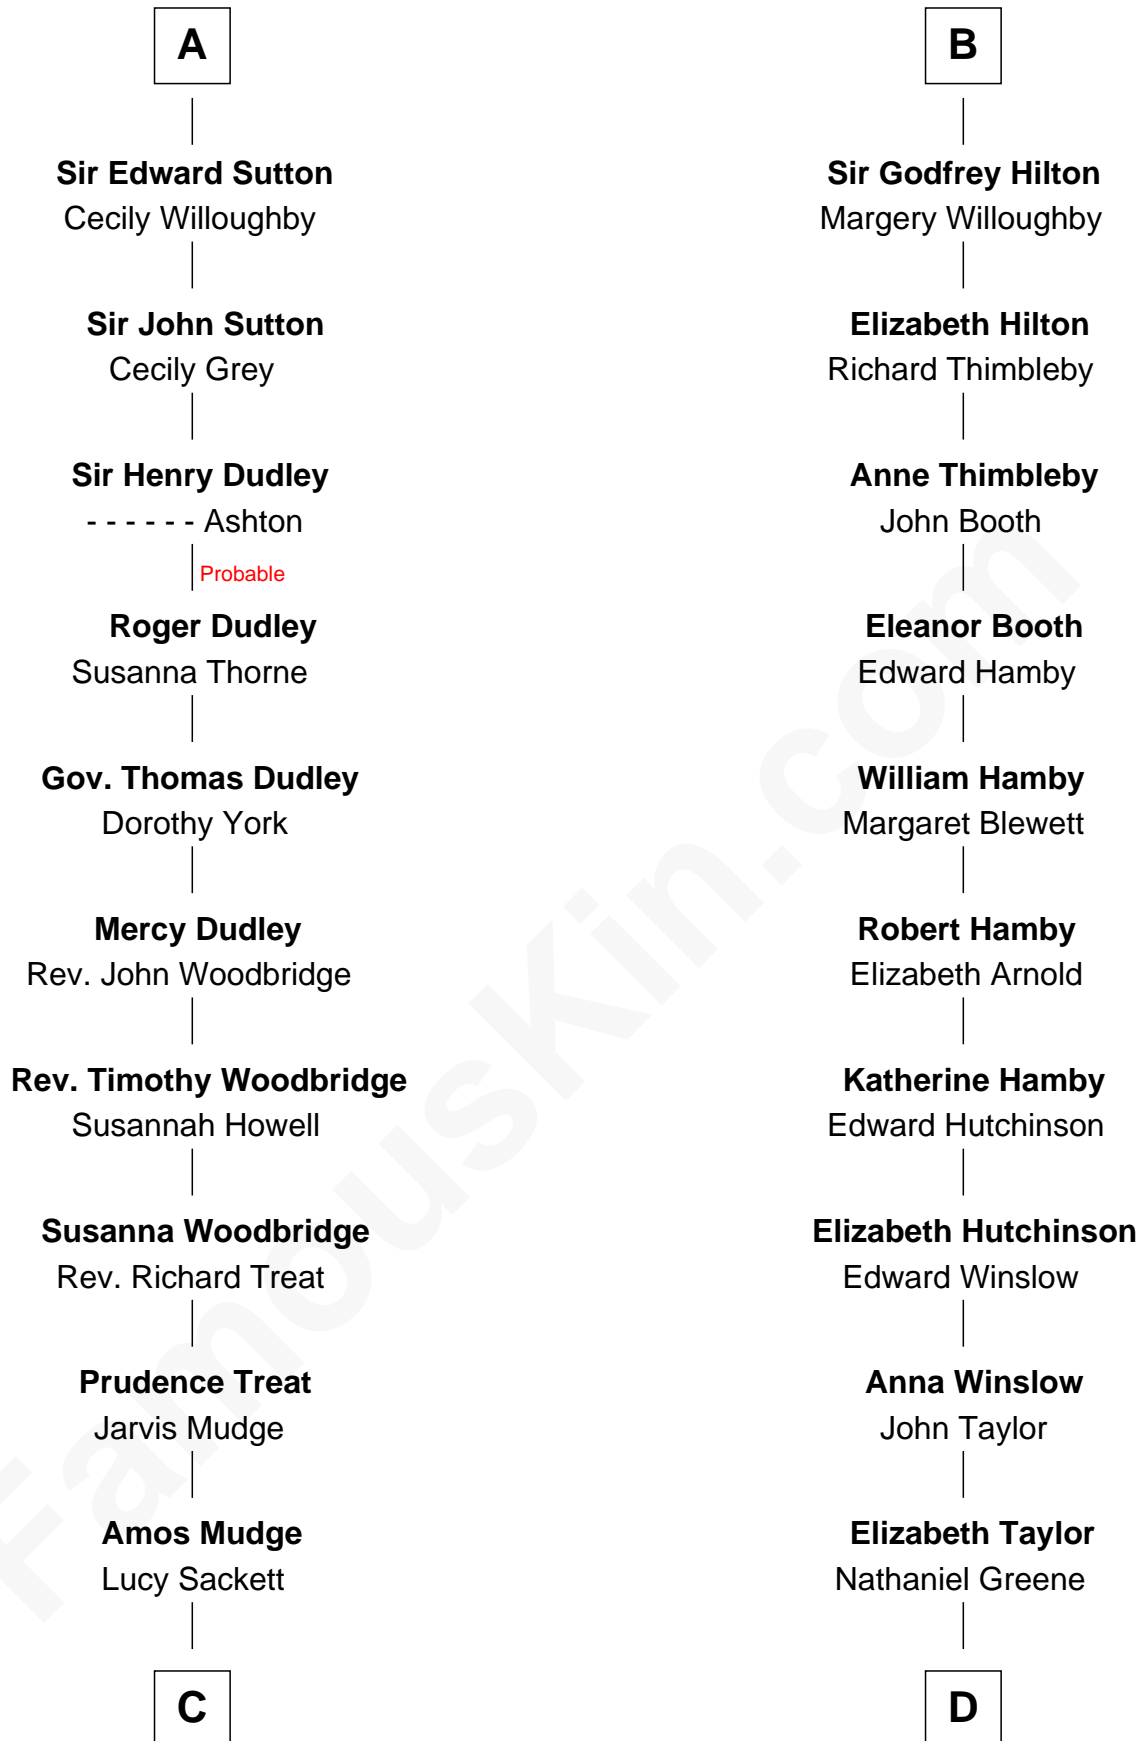 A
Sir Edward Sutton
Cecily Willoughby
Sir John Sutton
Cecily Grey
Sir Henry Dudley
- - - - - - Ashton
Probable
Roger Dudley
Susanna Thorne
Gov. Thomas Dudley
Dorothy York
Mercy Dudley
Rev. John Woodbridge
Rev. Timothy Woodbridge
Susannah Howell
Susanna Woodbridge
Rev. Richard Treat
Prudence Treat
Jarvis Mudge
Amos Mudge
Lucy Sackett
C
B
Sir Godfrey Hilton
Margery Willoughby
Elizabeth Hilton
Richard Thimbleby
Anne Thimbleby
John Booth
Eleanor Booth
Edward Hamby
William Hamby
Margaret Blewett
Robert Hamby
Elizabeth Arnold
Katherine Hamby
Edward Hutchinson
Elizabeth Hutchinson
Edward Winslow
Anna Winslow
John Taylor
Elizabeth Taylor
Nathaniel Greene
D
FamousKin.com